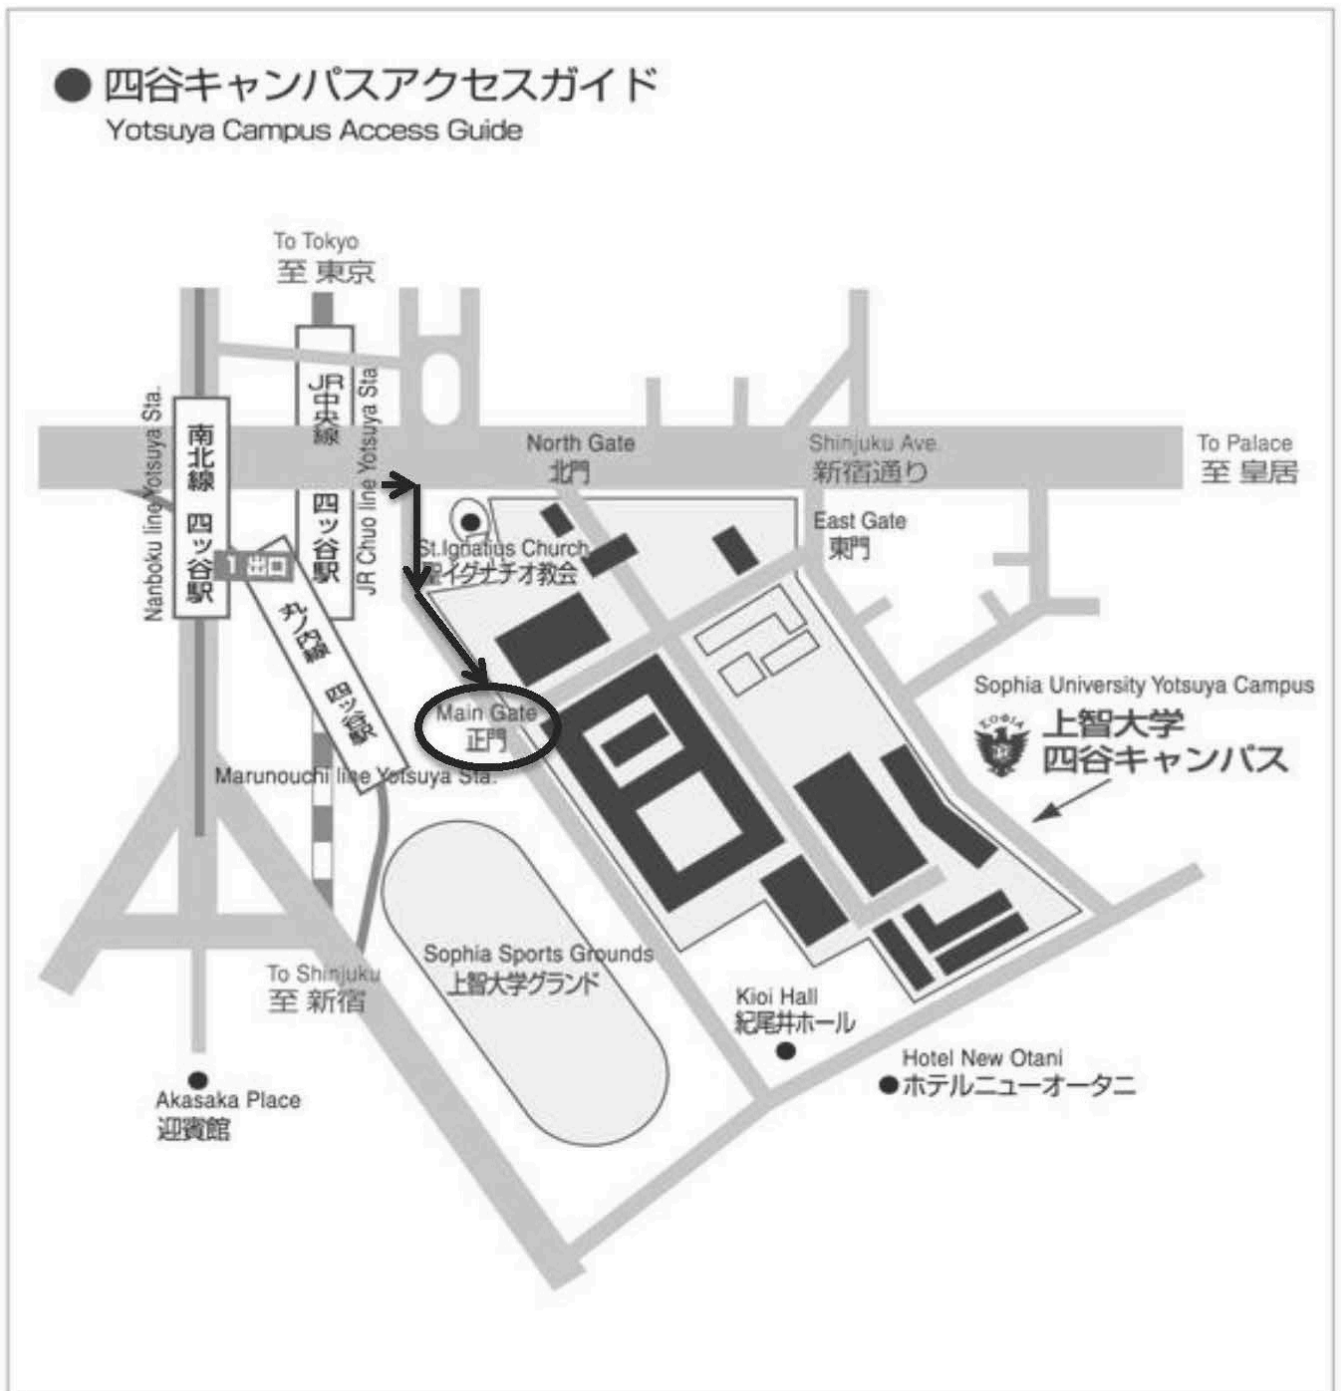 ● 四谷キャンパスアクセスガイド
Yotsuya Campus Access Guide
To Tokyo
至 東京
Nanboku line Yotsuya Sta.
南北線 四ッ谷駅
JR中央線 四ッ谷駅
JR Chuo line Yotsuya Sta
North Gate
北門
Shinjuku Ave.
新宿通り
To Palace
至 皇居
East Gate
東門
St.Ignatius Church
聖イグナチオ教会
1出口
丸ノ内線 四ッ谷駅
Marunouchi line Yotsuya Sta.
Main Gate
正門
Sophia University Yotsuya Campus
ΣΟΦΙΑ
上智大学
四谷キャンパス
Sophia Sports Grounds
上智大学グランド
To Shinjuku
至 新宿
Kioi Hall
紀尾井ホール
Hotel New Otani
●ホテルニューオータニ
Akasaka Place
迎賓館